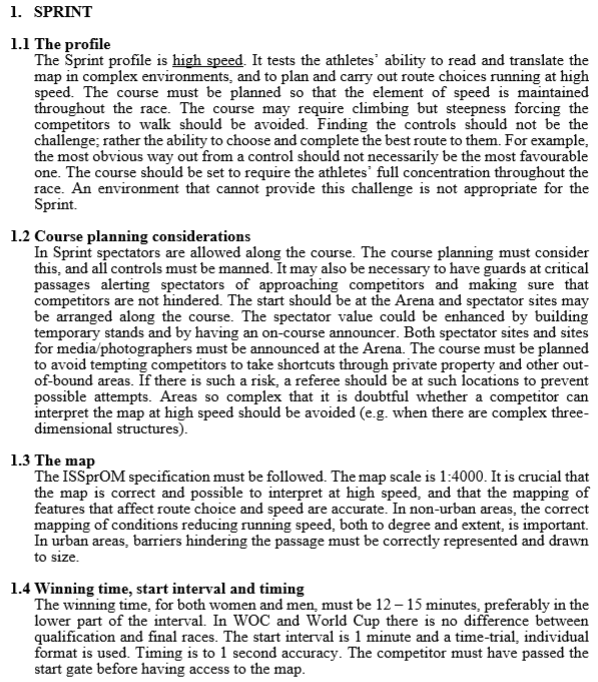 1. SPRINT
1.1 The profile
The Sprint profile is high speed. It tests the athletes' ability to read and translate the
map in complex environments, and to plan and carry out route choices running at high
speed. The course must be planned so that the element of speed is maintained
throughout the race. The course may require climbing but steepness forcing the
competitors to walk should be avoided. Finding the controls should not be the
challenge; rather the ability to choose and complete the best route to them. For example,
the most obvious way out from a control should not necessarily be the most favourable
one. The course should be set to require the athletes' full concentration throughout the
race. An environment that cannot provide this challenge is not appropriate for the
Sprint.
1.2 Course planning considerations
In Sprint spectators are allowed along the course. The course planning must consider
this, and all controls must be manned. It may also be necessary to have guards at critical
passages alerting spectators of approaching competitors and making sure that
competitors are not hindered. The start should be at the Arena and spectator sites may
be arranged along the course. The spectator value could be enhanced by building
temporary stands and by having an on-course announcer. Both spectator sites and sites
for media/photographers must be announced at the Arena. The course must be planned
to avoid tempting competitors to take shortcuts through private property and other out-
of-bound areas. If there is such a risk, a referee should be at such locations to prevent
possible attempts. Areas so complex that it is doubtful whether a competitor can
interpret the map at high speed should be avoided (e.g. when there are complex three-
dimensional structures).
1.3 The map
The ISSprOM specification must be followed. The map scale is 1:4000. It is crucial that
the map is correct and possible to interpret at high speed, and that the mapping of
features that affect route choice and speed are accurate. In non-urban areas, the correct
mapping of conditions reducing running speed, both to degree and extent, is important.
In urban areas, barriers hindering the passage must be correctly represented and drawn
to size.
1.4 Winning time, start interval and timing
The winning time, for both women and men, must be 12 – 15 minutes, preferably in the
lower part of the interval. In WOC and World Cup there is no difference between
qualification and final races. The start interval is 1 minute and a time-trial, individual
format is used. Timing is to 1 second accuracy. The competitor must have passed the
start gate before having access to the map.